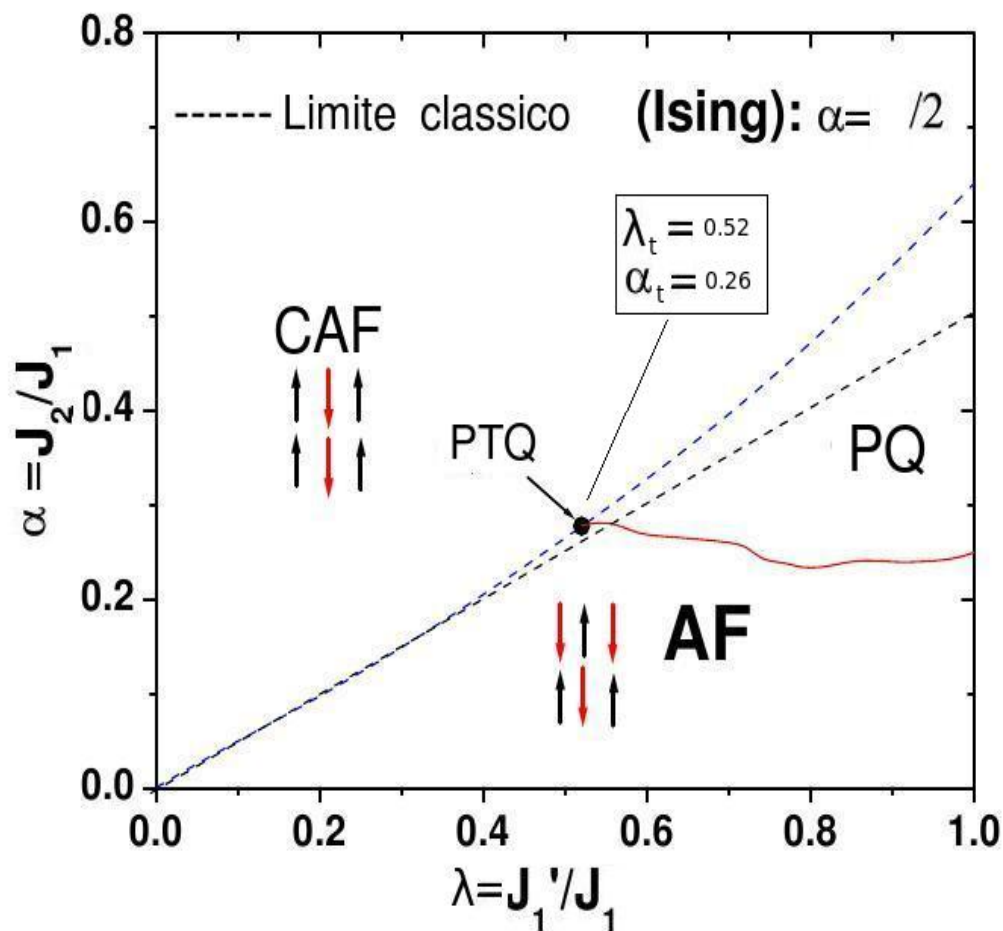 0.8
----- Limite classico (Ising): α= /2
0.6
λt = 0.52
αt = 0.26
CAF
0.4
PTQ
PQ
α =J2/J1
0.2
AF
0.0
0.0 0.2 0.4 0.6 0.8 1.0
λ=J1'/J1